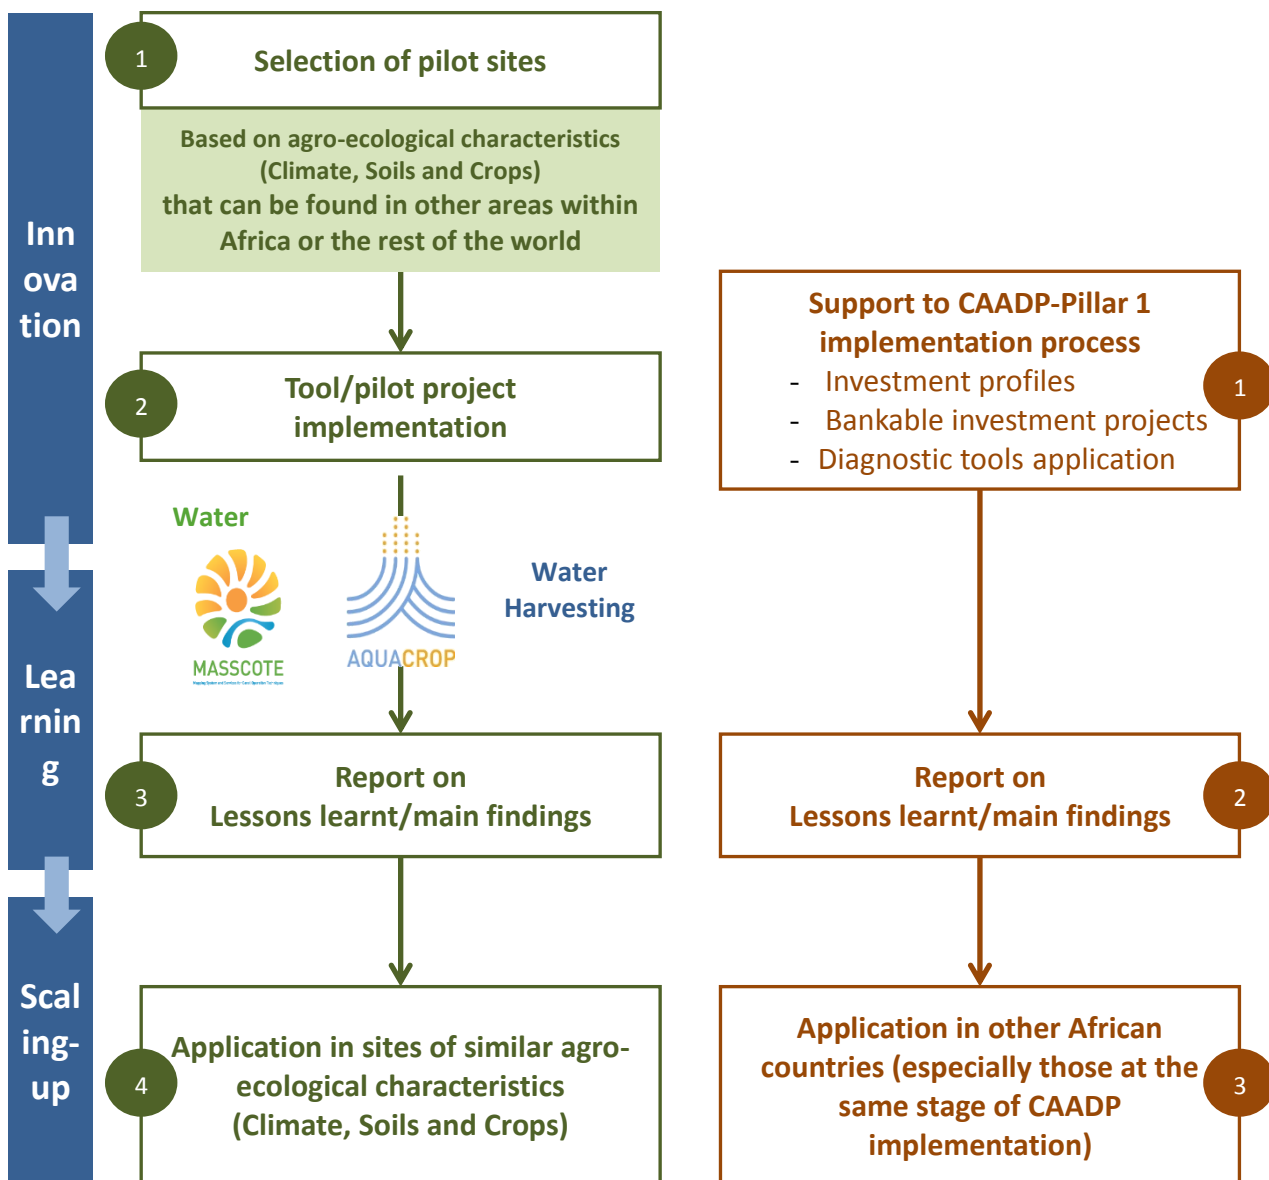 Inn
ova
tion
Lea
rnin
g
Scal
ing-
up
1
Selection of pilot sites
Based on agro-ecological characteristics
(Climate, Soils and Crops)
that can be found in other areas within
Africa or the rest of the world
2
Tool/pilot project
implementation
Water
MASSCOTE
AQUACROP
Water
Harvesting
3
Report on
Lessons learnt/main findings
4
Application in sites of similar agro-
ecological characteristics
(Climate, Soils and Crops)
Support to CAADP-Pillar 1
implementation process
- Investment profiles
- Bankable investment projects
- Diagnostic tools application
1
Report on
Lessons learnt/main findings
2
Application in other African
countries (especially those at the
same stage of CAADP
implementation)
3